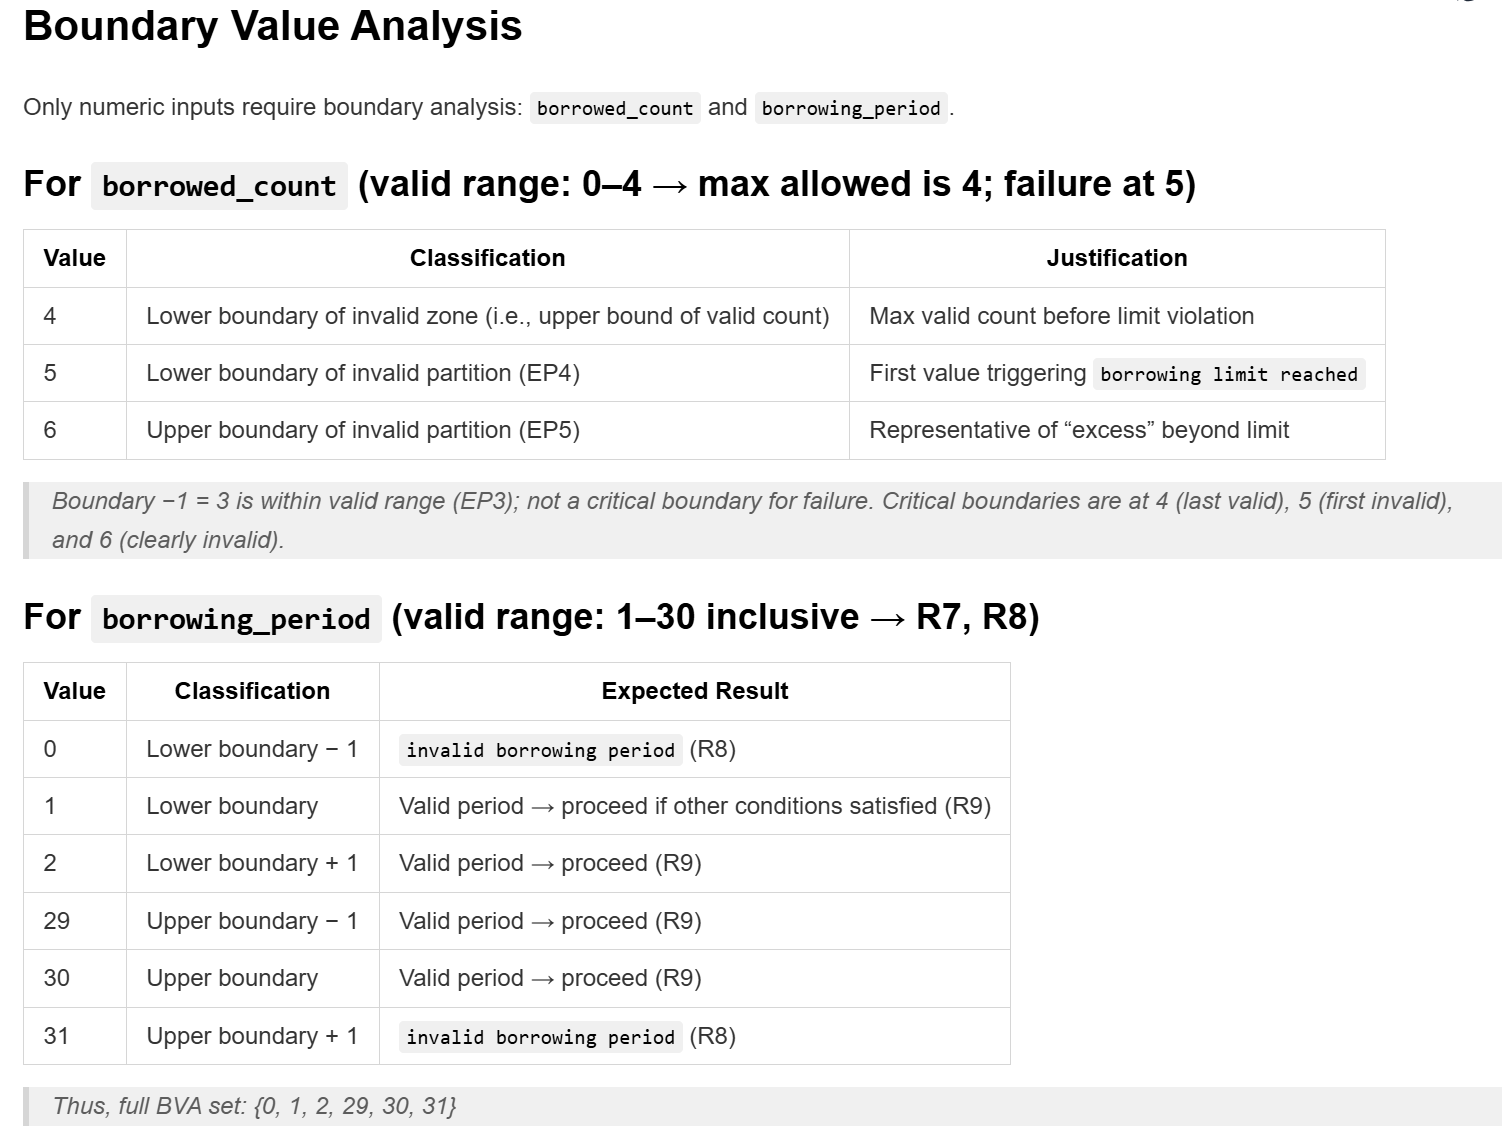 Boundary Value Analysis
Only numeric inputs require boundary analysis: borrowed_count and borrowing_period.
For borrowed_count (valid range: 0–4 → max allowed is 4; failure at 5)
Value Classification Justification
4 Lower boundary of invalid zone (i.e., upper bound of valid count) Max valid count before limit violation
5 Lower boundary of invalid partition (EP4) First value triggering borrowing limit reached
6 Upper boundary of invalid partition (EP5) Representative of “excess” beyond limit
Boundary −1 = 3 is within valid range (EP3); not a critical boundary for failure. Critical boundaries are at 4 (last valid), 5 (first invalid),
and 6 (clearly invalid).
For borrowing_period (valid range: 1–30 inclusive → R7, R8)
Value Classification Expected Result
0 Lower boundary − 1 invalid borrowing period (R8)
1 Lower boundary Valid period → proceed if other conditions satisfied (R9)
2 Lower boundary + 1 Valid period → proceed (R9)
29 Upper boundary − 1 Valid period → proceed (R9)
30 Upper boundary Valid period → proceed (R9)
31 Upper boundary + 1 invalid borrowing period (R8)
Thus, full BVA set: {0, 1, 2, 29, 30, 31}